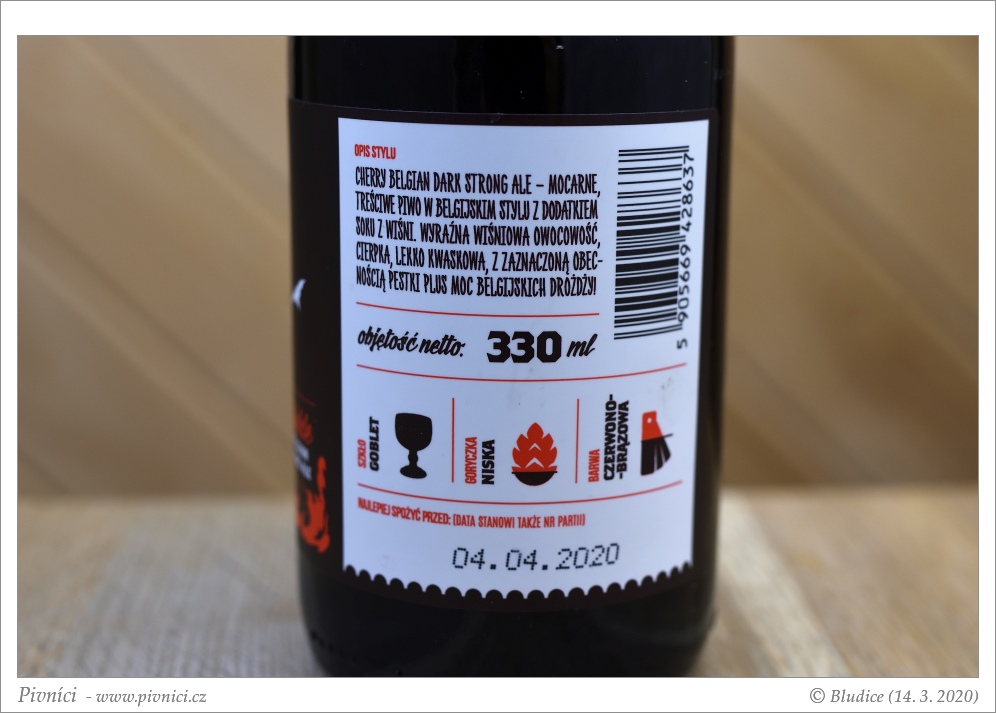 OPIS STYLU
CHERRY BELGIAN DARK STRONG ALE – MOCARNE,
TREŚCIWE PIWO W BELGIJSKIM STYLU Z DODATKIEM
SOKU Z WIŚNI. WYRAŹNA WIŚNIOWA OWOCOWOŚĆ,
CIERPKA, LEKKO KWASKOWA, Z ZAZNACZONĄ OBEC-
NOŚCIĄ PESTKI PLUS MOC BELGIJSKICH DROŻDŻY!
5 905669 428637
objętość netto: 330 ml
SZKŁO
GOBLET
GORYCZKA
NISKA
BARWA
CZERWONO-
-BRĄZOWA
NAJLEPIEJ SPOŻYĆ PRZED: (DATA STANOWI TAKŻE NR PARTII)
04.04.2020
Pivníci - www.pivnici.cz
© Bludice (14. 3. 2020)